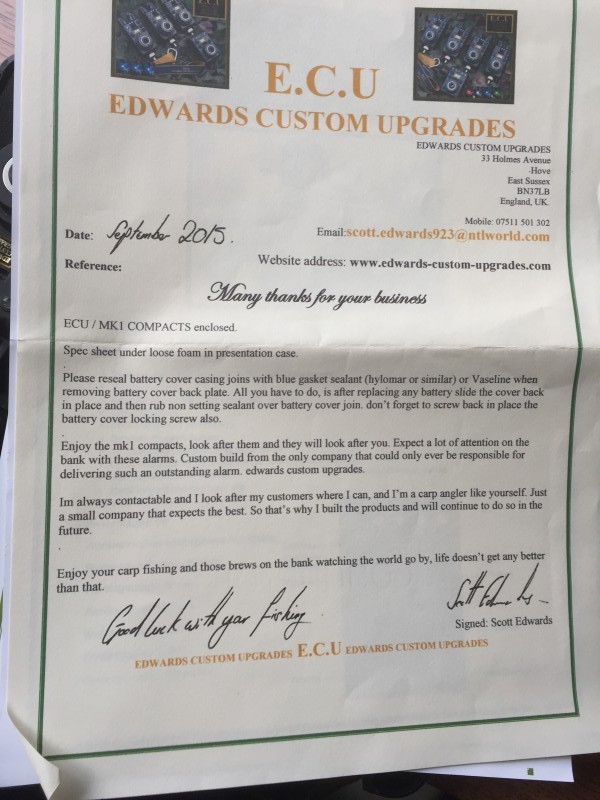 E.C.U
EDWARDS CUSTOM UPGRADES
EDWARDS CUSTOM UPGRADES
33 Holmes Avenue
Hove
East Sussex
BN37LB
England, UK
Mobile: 07511 501 302
Date: September 2015.
Email:scott.edwards923@ntlworld.com
Reference:
Website address: www.edwards-custom-upgrades.com
Many thanks for your business
ECU / MK1 COMPACTS enclosed.
Spec sheet under loose foam in presentation case.
.
Please reseal battery cover casing joins with blue gasket sealant (hylomar or similar) or Vaseline when
removing battery cover back plate. All you have to do, is after replacing any battery slide the cover back
in place and then rub non setting sealant over battery cover join. don't forget to screw back in place the
battery cover locking screw also.
.
Enjoy the mk1 compacts, look after them and they will look after you. Expect a lot of attention on the
bank with these alarms. Custom build from the only company that could only ever be responsible for
delivering such an outstanding alarm. edwards custom upgrades.
Im always contactable and I look after my customers where I can, and I'm a carp angler like yourself. Just
a small company that expects the best. So that's why I built the products and will continue to do so in the
future.
.
Enjoy your carp fishing and those brews on the bank watching the world go by, life doesn't get any better
than that.
Good luck with your fishing.
Scott Edwards
Signed: Scott Edwards
EDWARDS CUSTOM UPGRADES E.C.U EDWARDS CUSTOM UPGRADES